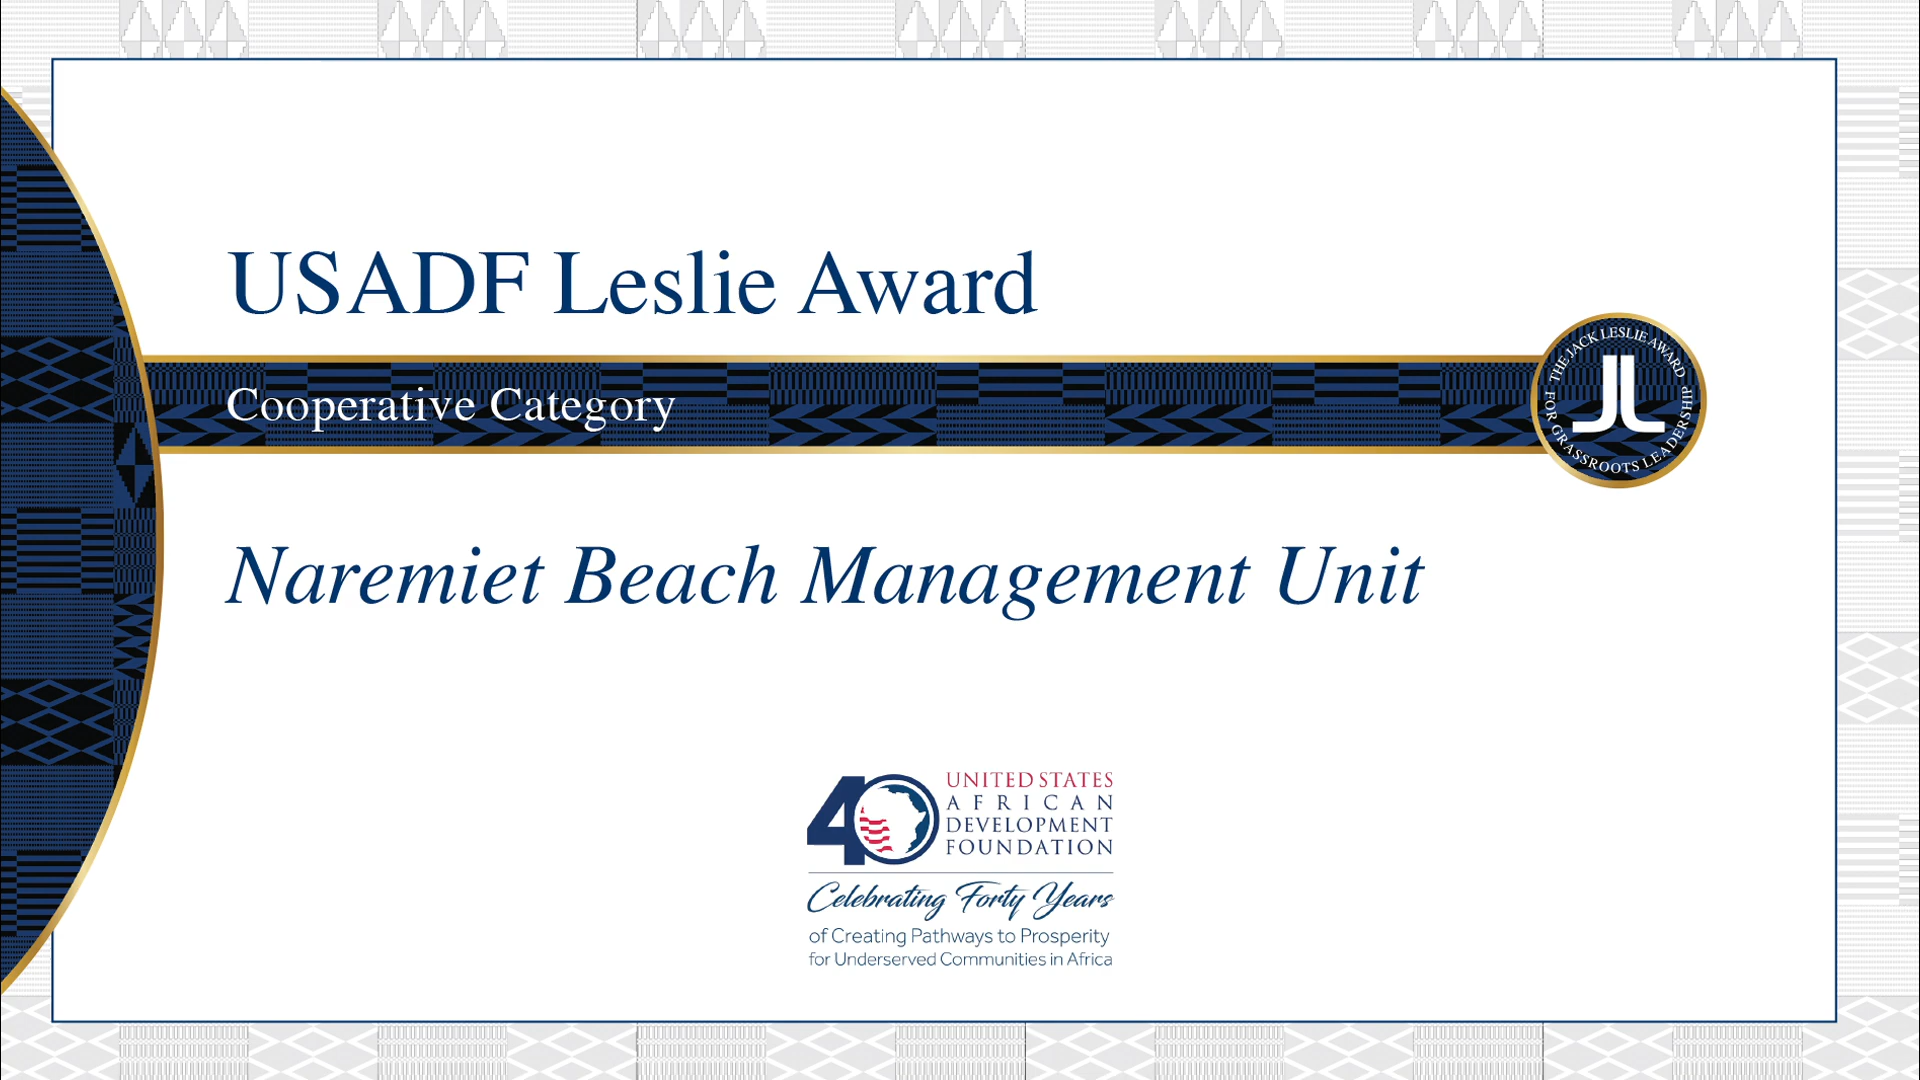 USADF Leslie Award
Cooperative Category
THE JACK LESLIE AWARD
JL
FOR GRASSROOTS LEADERSHIP
Naremiet Beach Management Unit
40
UNITED STATES
AFRICAN
DEVELOPMENT
FOUNDATION
Celebrating Forty Years
of Creating Pathways to Prosperity
for Underserved Communities in Africa